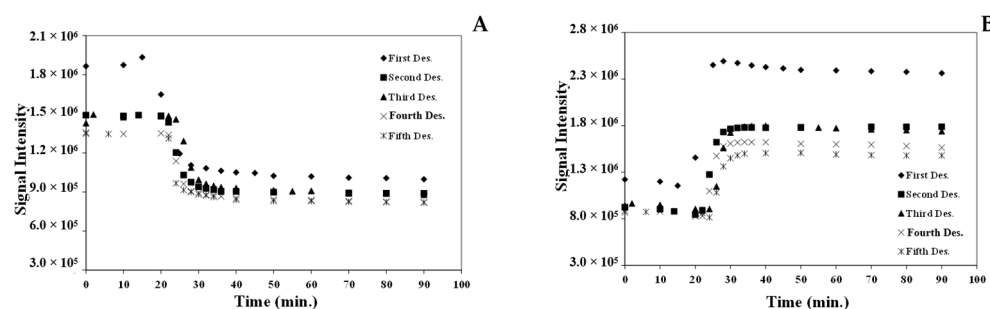 A
2.1 × 10⁶
1.8 × 10⁶
1.5 × 10⁶
1.2 × 10⁶
9.0 × 10⁵
6.0 × 10⁵
3.0 × 10⁵
Signal Intensity
First Des.
Second Des.
Third Des.
Fourth Des.
Fifth Des.
0 10 20 30 40 50 60 70 80 90 100
Time (min.)
B
2.8 × 10⁶
2.3 × 10⁶
1.8 × 10⁶
1.3 × 10⁶
8.0 × 10⁵
3.0 × 10⁵
Signal Intensity
First Des.
Second Des.
Third Des.
Fourth Des.
Fifth Des.
0 10 20 30 40 50 60 70 80 90 100
Time (min.)